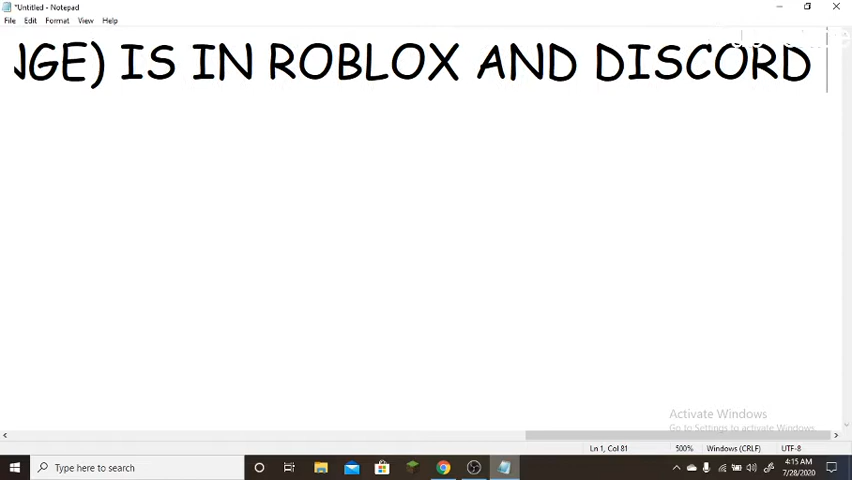 *Untitled - Notepad
File Edit Format View Help
NGE) IS IN ROBLOX AND DISCORD
Activate Windows
Go to Settings to activate Windows.
Ln 1, Col 81 500% Windows (CRLF) UTF-8
Type here to search
4:15 AM
7/28/2020